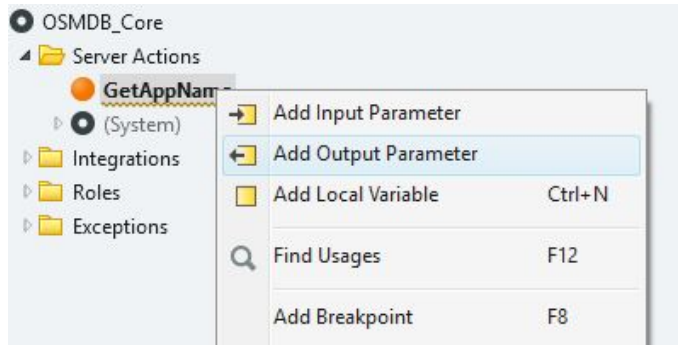 OSMDB_Core
Server Actions
GetAppName
(System)
Integrations
Roles
Exceptions
Add Input Parameter
Add Output Parameter
Add Local Variable Ctrl+N
Find Usages F12
Add Breakpoint F8